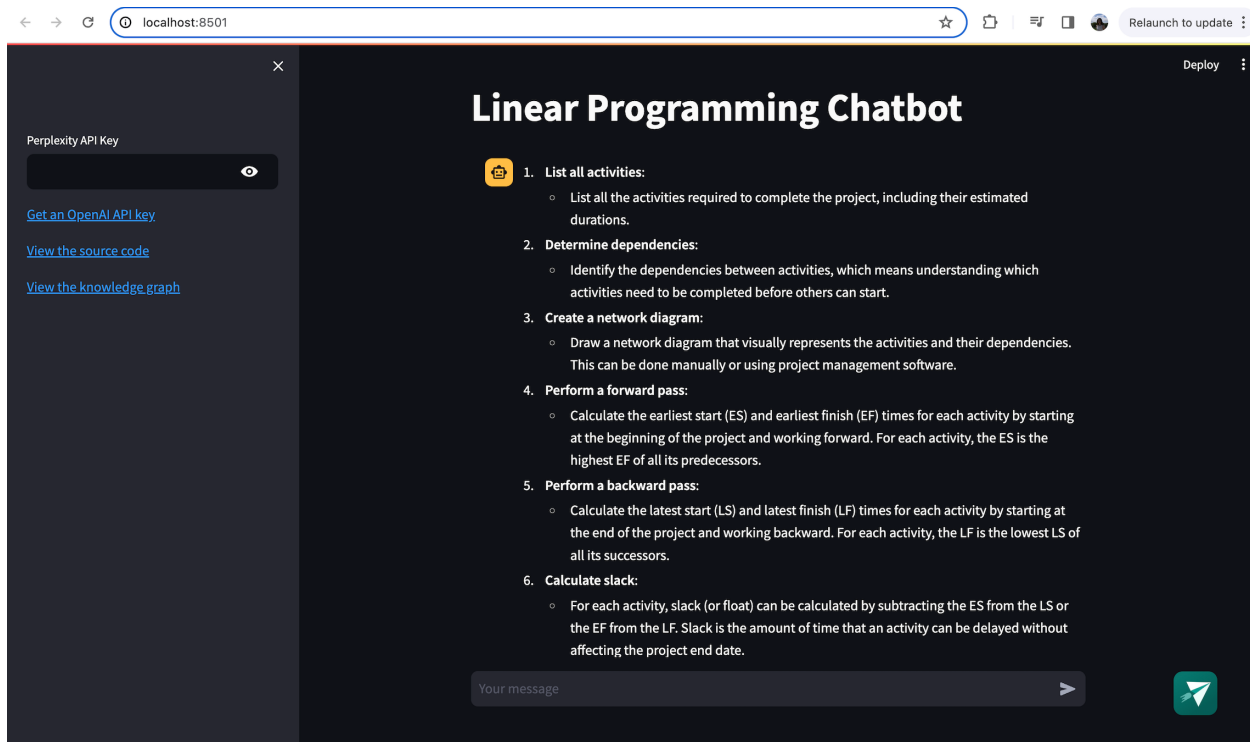 localhost:8501
Relaunch to update
Deploy
Perplexity API Key
Get an OpenAI API key
View the source code
View the knowledge graph
Linear Programming Chatbot
1. List all activities:
List all the activities required to complete the project, including their estimated
durations.
2. Determine dependencies:
Identify the dependencies between activities, which means understanding which
activities need to be completed before others can start.
3. Create a network diagram:
Draw a network diagram that visually represents the activities and their dependencies.
This can be done manually or using project management software.
4. Perform a forward pass:
Calculate the earliest start (ES) and earliest finish (EF) times for each activity by starting
at the beginning of the project and working forward. For each activity, the ES is the
highest EF of all its predecessors.
5. Perform a backward pass:
Calculate the latest start (LS) and latest finish (LF) times for each activity by starting at
the end of the project and working backward. For each activity, the LF is the lowest LS of
all its successors.
6. Calculate slack:
For each activity, slack (or float) can be calculated by subtracting the ES from the LS or
the EF from the LF. Slack is the amount of time that an activity can be delayed without
affecting the project end date.
Your message